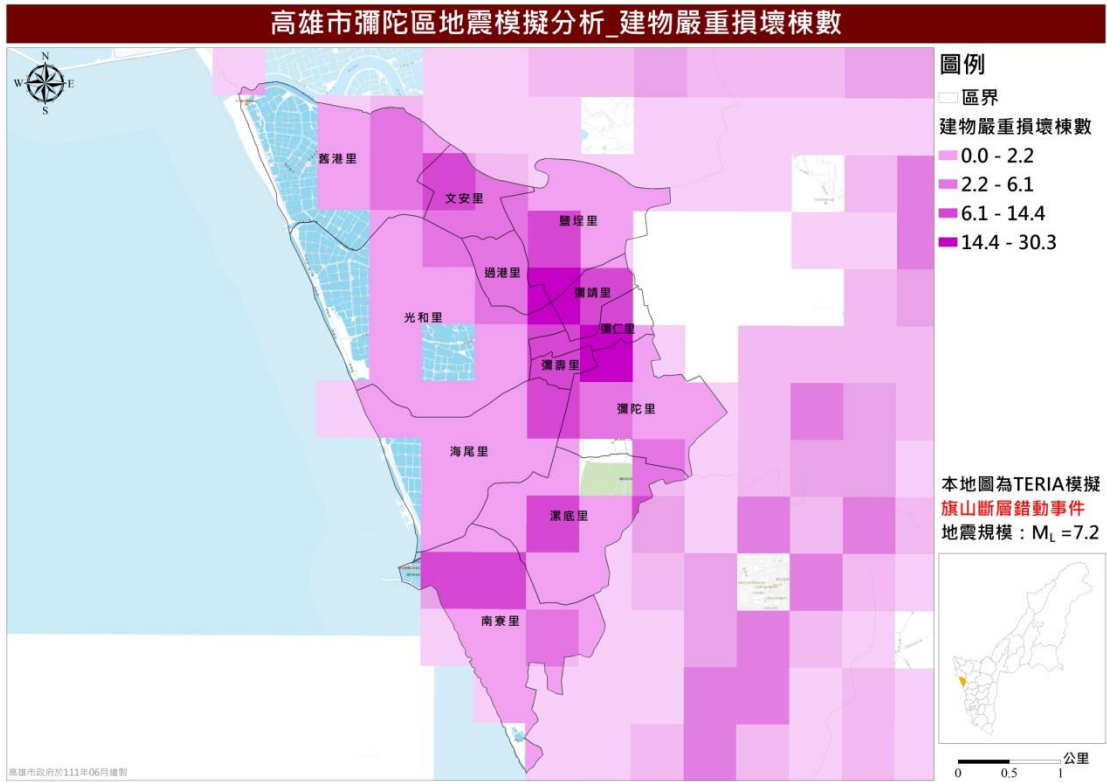 高雄市彌陀區地震模擬分析_建物嚴重損壞棟數
N
W
E
S
舊港里
文安里
鹽埕里
過港里
彌靖里
光和里
彌仁里
彌壽里
彌陀里
海尾里
漯底里
南寮里
圖例
區界
建物嚴重損壞棟數
0.0 - 2.2
2.2 - 6.1
6.1 - 14.4
14.4 - 30.3
本地圖為TERIA模擬
旗山斷層錯動事件
地震規模：ML =7.2
公里
0 0.5 1
高雄市政府於111年06月繪製